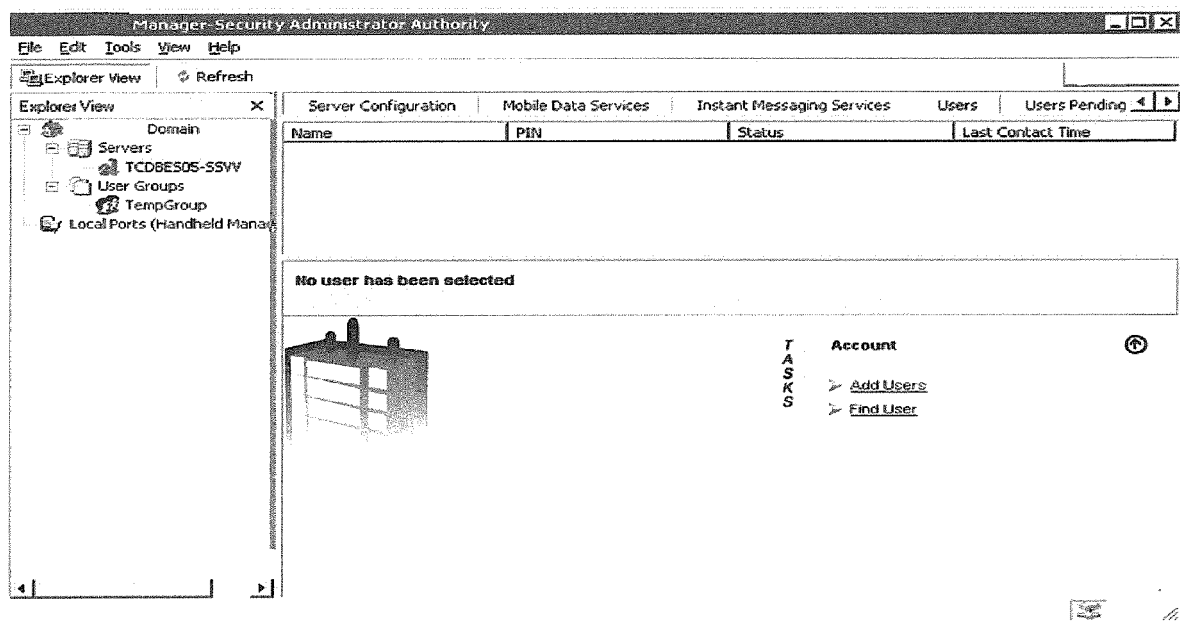 Manager-Security Administrator Authority
File Edit Tools View Help
Explorer View Refresh
Explorer View
Domain
Servers
TCDBES05-SSVV
User Groups
TempGroup
Local Ports (Handheld Manag
Server Configuration Mobile Data Services Instant Messaging Services Users Users Pending
Name PIN Status Last Contact Time
No user has been selected
TASKS
Account
Add Users
Find User